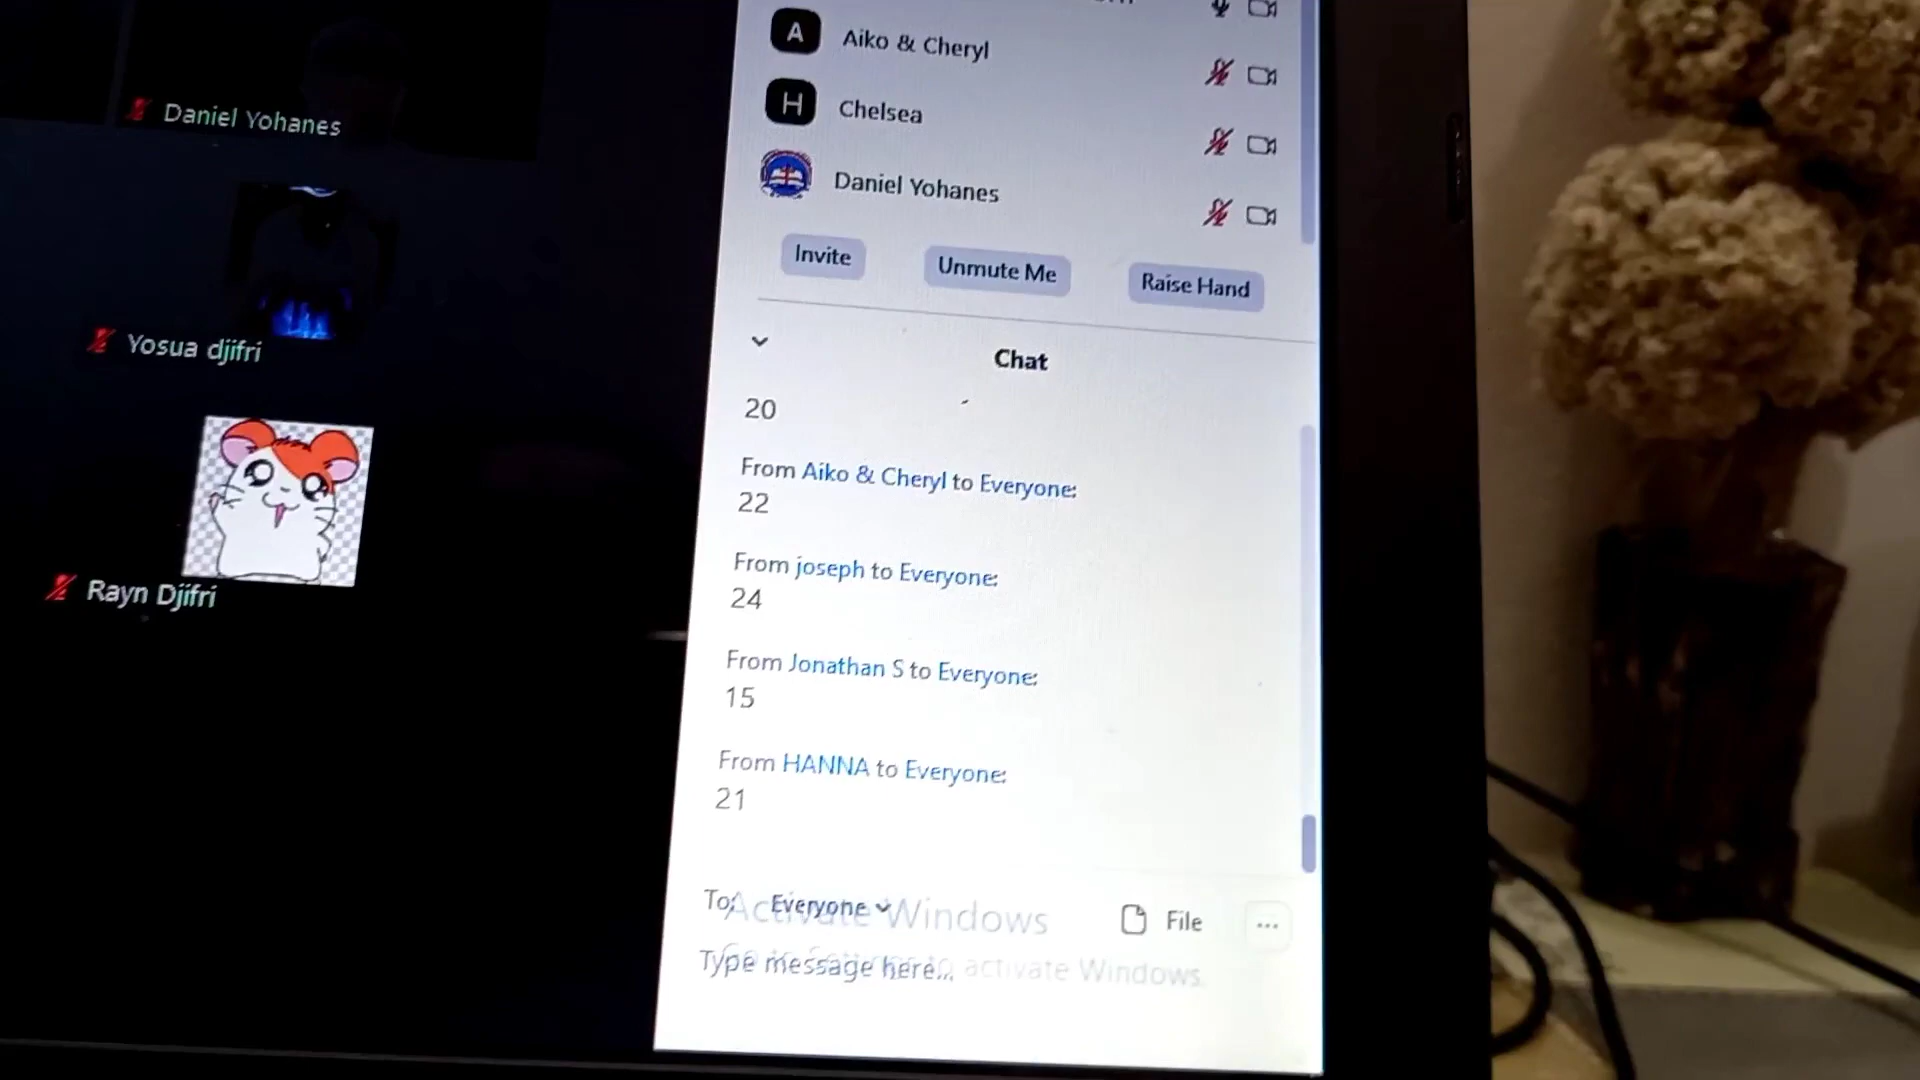 Daniel Yohanes
Yosua djifri
Rayn Djifri
A
Aiko & Cheryl
H
Chelsea
Daniel Yohanes
Invite
Unmute Me
Raise Hand
Chat
20
From Aiko & Cheryl to Everyone:
22
From joseph to Everyone:
24
From Jonathan S to Everyone:
15
From HANNA to Everyone:
21
To: Everyone
File
Activate Windows
Type message here...
activate Windows.